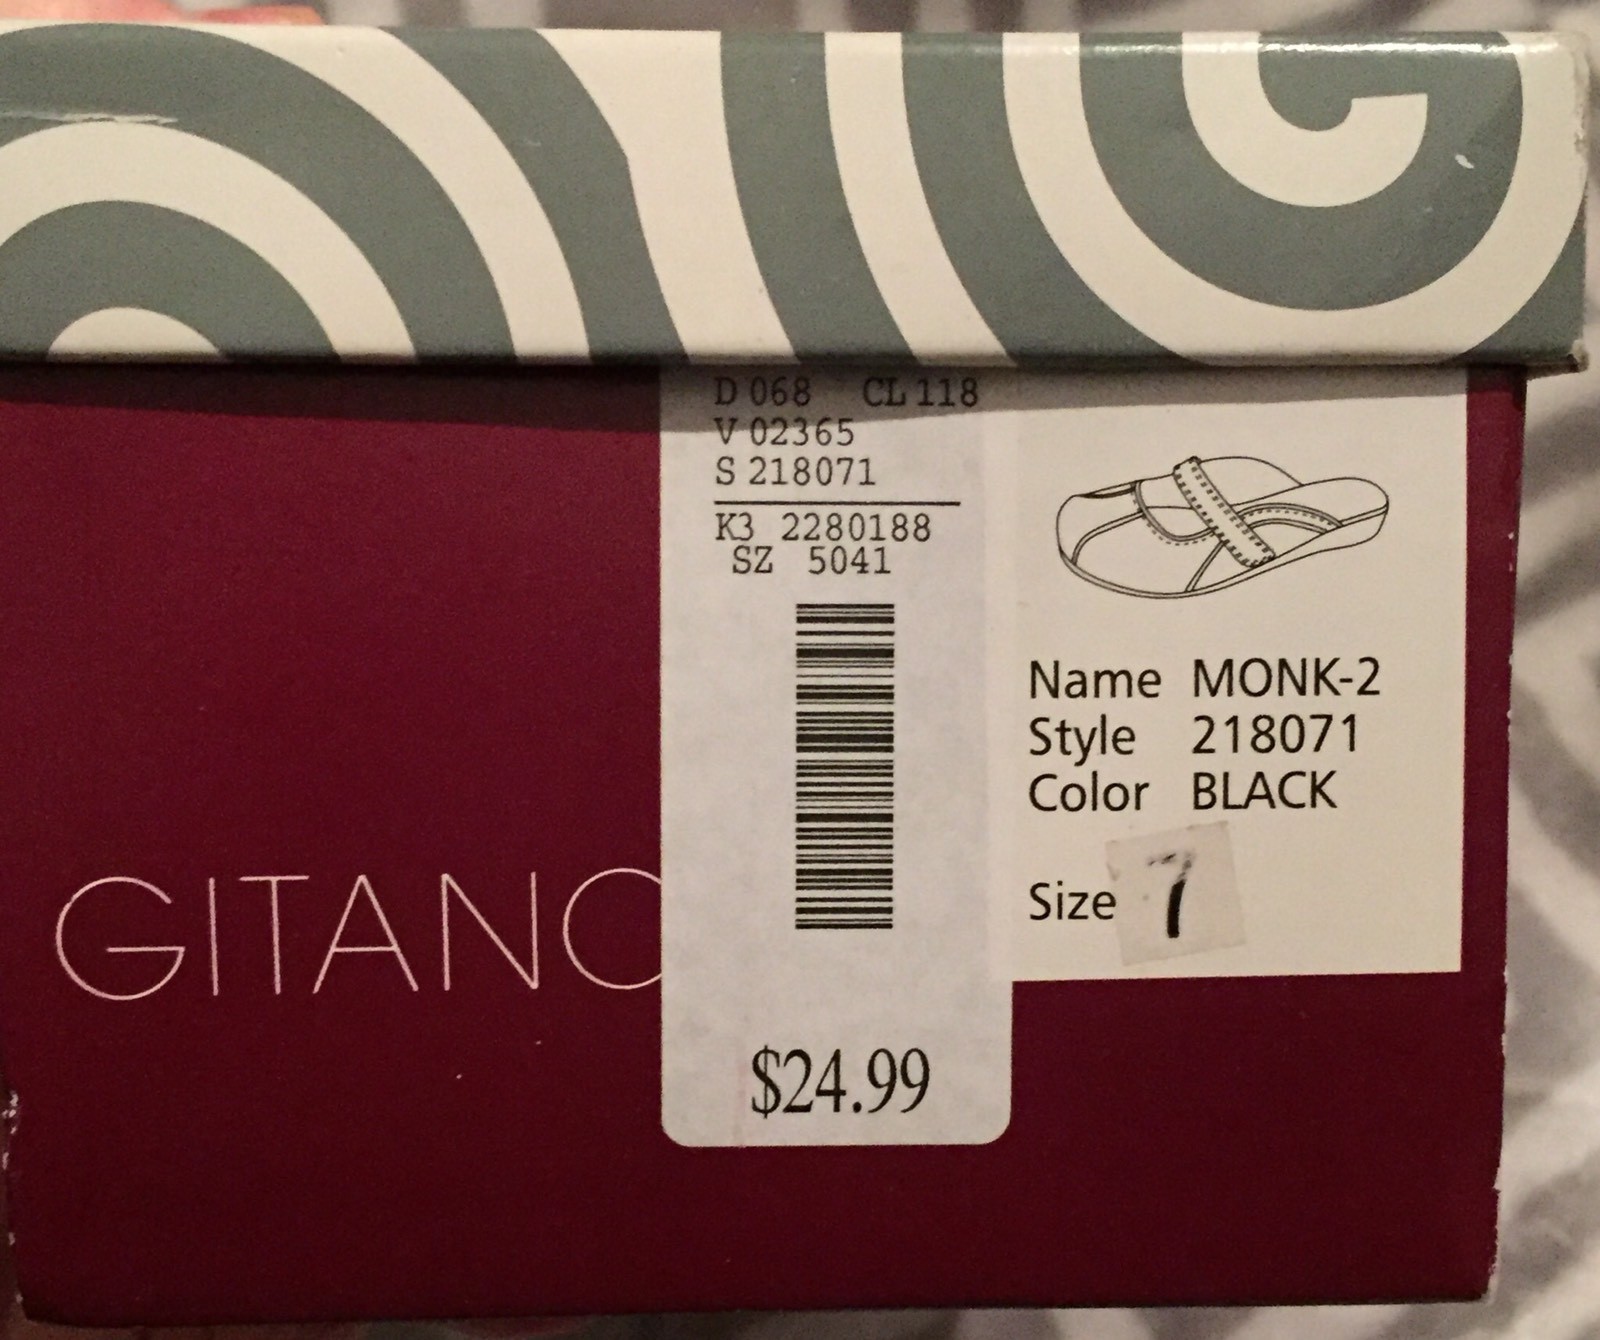 D 068 CL 118
V 02365
S 218071
K3 2280188
SZ 5041
$24.99
Name MONK-2
Style 218071
Color BLACK
Size 7
GITANO